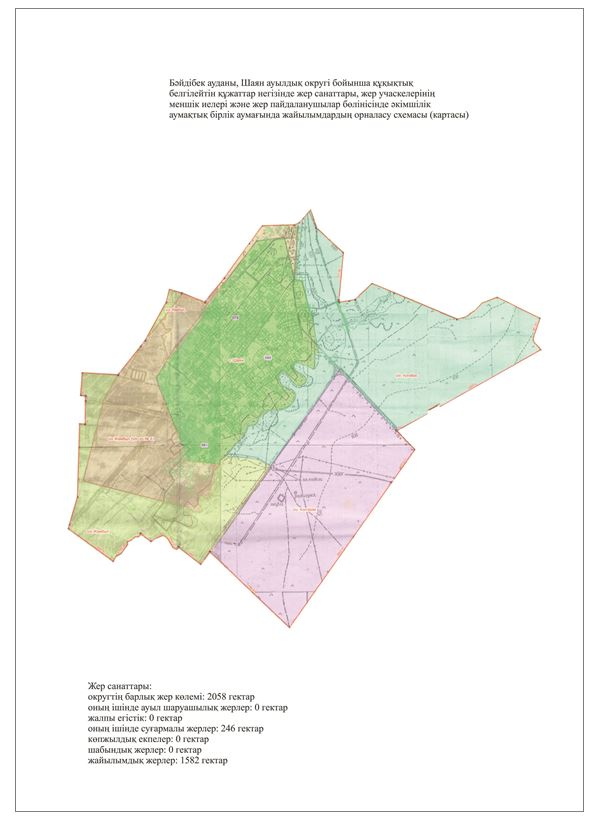 Бәйдібек ауданы, Шаян ауылдық округі бойынша құқықтық
белгілейтін құжаттар негізінде жер санаттары, жер учаскелерінің
меншік иелері және жер пайдаланушылар бөлінісінде әкімшілік
аумақтық бірлік аумағында жайылымдардың орналасу схемасы (картасы)
Жер санаттары:
округтің барлық жер көлемі: 2058 гектар
оның ішінде ауыл шаруашылық жерлер: 0 гектар
жалпы егістік: 0 гектар
оның ішінде суғармалы жерлер: 246 гектар
көпжылдық екпелер: 0 гектар
шабындық жерлер: 0 гектар
жайылымдық жерлер: 1582 гектар